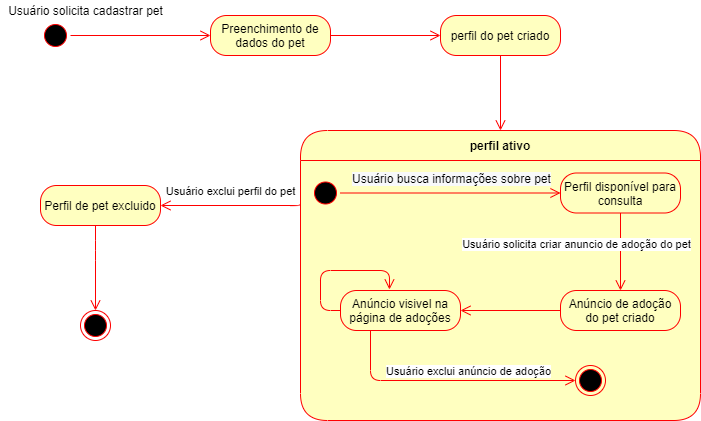 Usuário solicita cadastrar pet
Preenchimento de
dados do pet
perfil do pet criado
perfil ativo
Usuário busca informações sobre pet
Perfil disponível para
consulta
Usuário exclui perfil do pet
Perfil de pet excluido
Usuário solicita criar anuncio de adoção do pet
Anúncio visivel na
página de adoções
Anúncio de adoção
do pet criado
Usuário exclui anúncio de adoção